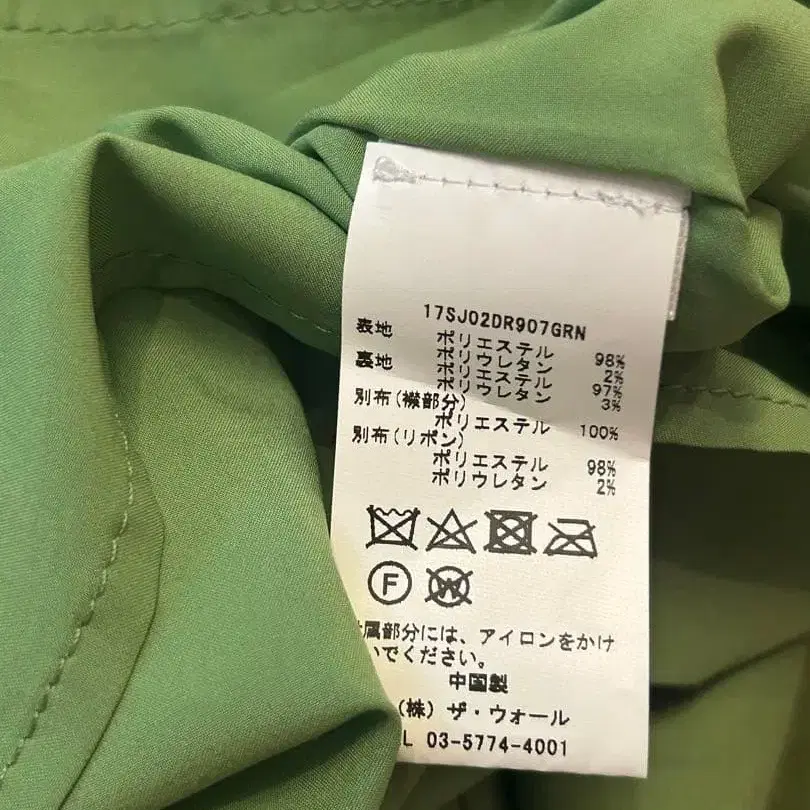 17SJ02DR907GRN
表地 ポリエステル 98%
ポリウレタン 2%
裏地 ポリエステル 97%
ポリウレタン 3%
別布(襟部分)
ポリエステル 100%
別布(リボン)
ポリエステル 98%
ポリウレタン 2%
F W
属部分には、アイロンをかけ
いでください。
中国製
(株) ザ・ウォール
L 03-5774-4001